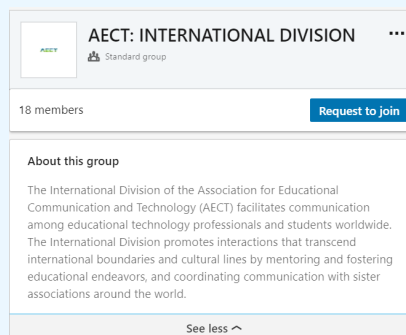 AECT: INTERNATIONAL DIVISION
AECT
Standard group
18 members
Request to join
About this group
The International Division of the Association for Educational
Communication and Technology (AECT) facilitates communication
among educational technology professionals and students worldwide.
The International Division promotes interactions that transcend
international boundaries and cultural lines by mentoring and fostering
educational endeavors, and coordinating communication with sister
associations around the world.
See less